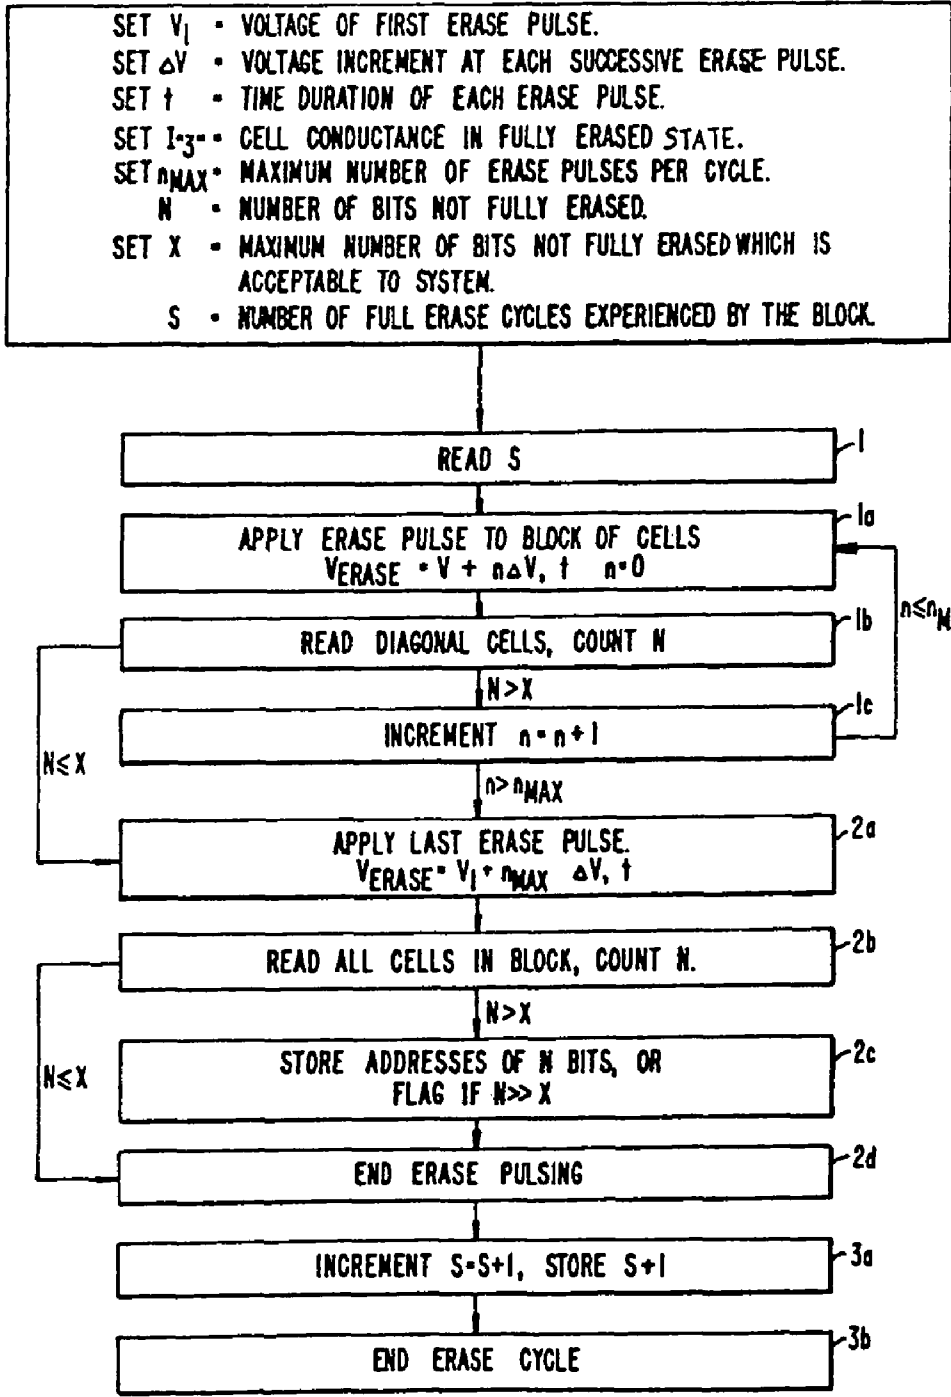 SET V1 = VOLTAGE OF FIRST ERASE PULSE.
SET ΔV = VOLTAGE INCREMENT AT EACH SUCCESSIVE ERASE PULSE.
SET t = TIME DURATION OF EACH ERASE PULSE.
SET I"3" = CELL CONDUCTANCE IN FULLY ERASED STATE.
SET nMAX = MAXIMUM NUMBER OF ERASE PULSES PER CYCLE.
N = NUMBER OF BITS NOT FULLY ERASED.
SET X = MAXIMUM NUMBER OF BITS NOT FULLY ERASED WHICH IS
ACCEPTABLE TO SYSTEM.
S = NUMBER OF FULL ERASE CYCLES EXPERIENCED BY THE BLOCK.
1
READ S
1a
APPLY ERASE PULSE TO BLOCK OF CELLS
VERASE = V + nΔV, t n=0
n≤nM
1b
READ DIAGONAL CELLS, COUNT N
N>X
1c
INCREMENT n=n+1
N≤X
n>nMAX
2a
APPLY LAST ERASE PULSE.
VERASE= V1+ nMAX ΔV, t
2b
READ ALL CELLS IN BLOCK, COUNT N.
N>X
2c
STORE ADDRESSES OF N BITS, OR
FLAG IF N>>X
N≤X
2d
END ERASE PULSING
3a
INCREMENT S=S+1, STORE S+1
3b
END ERASE CYCLE